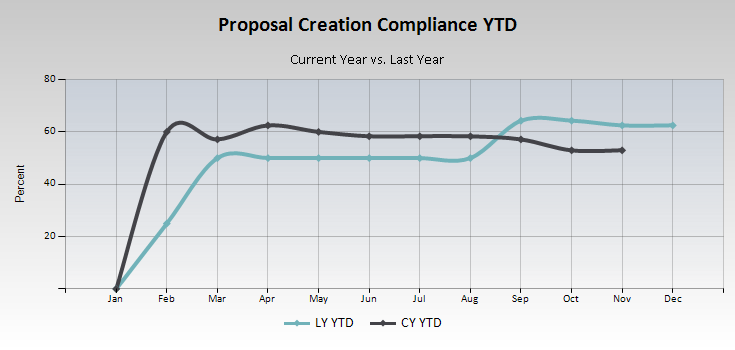 Proposal Creation Compliance YTD
Current Year vs. Last Year
80
60
40
20
Percent
Jan Feb Mar Apr May Jun Jul Aug Sep Oct Nov Dec
LY YTD CY YTD